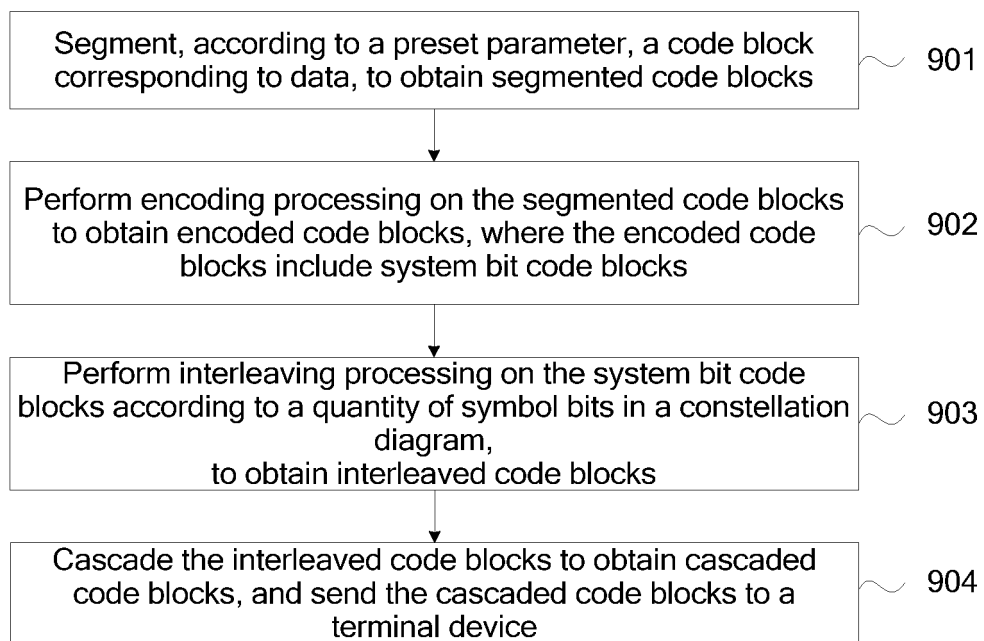 Segment, according to a preset parameter, a code block
corresponding to data, to obtain segmented code blocks
901
Perform encoding processing on the segmented code blocks
to obtain encoded code blocks, where the encoded code
blocks include system bit code blocks
902
Perform interleaving processing on the system bit code
blocks according to a quantity of symbol bits in a constellation
diagram,
to obtain interleaved code blocks
903
Cascade the interleaved code blocks to obtain cascaded
code blocks, and send the cascaded code blocks to a
terminal device
904